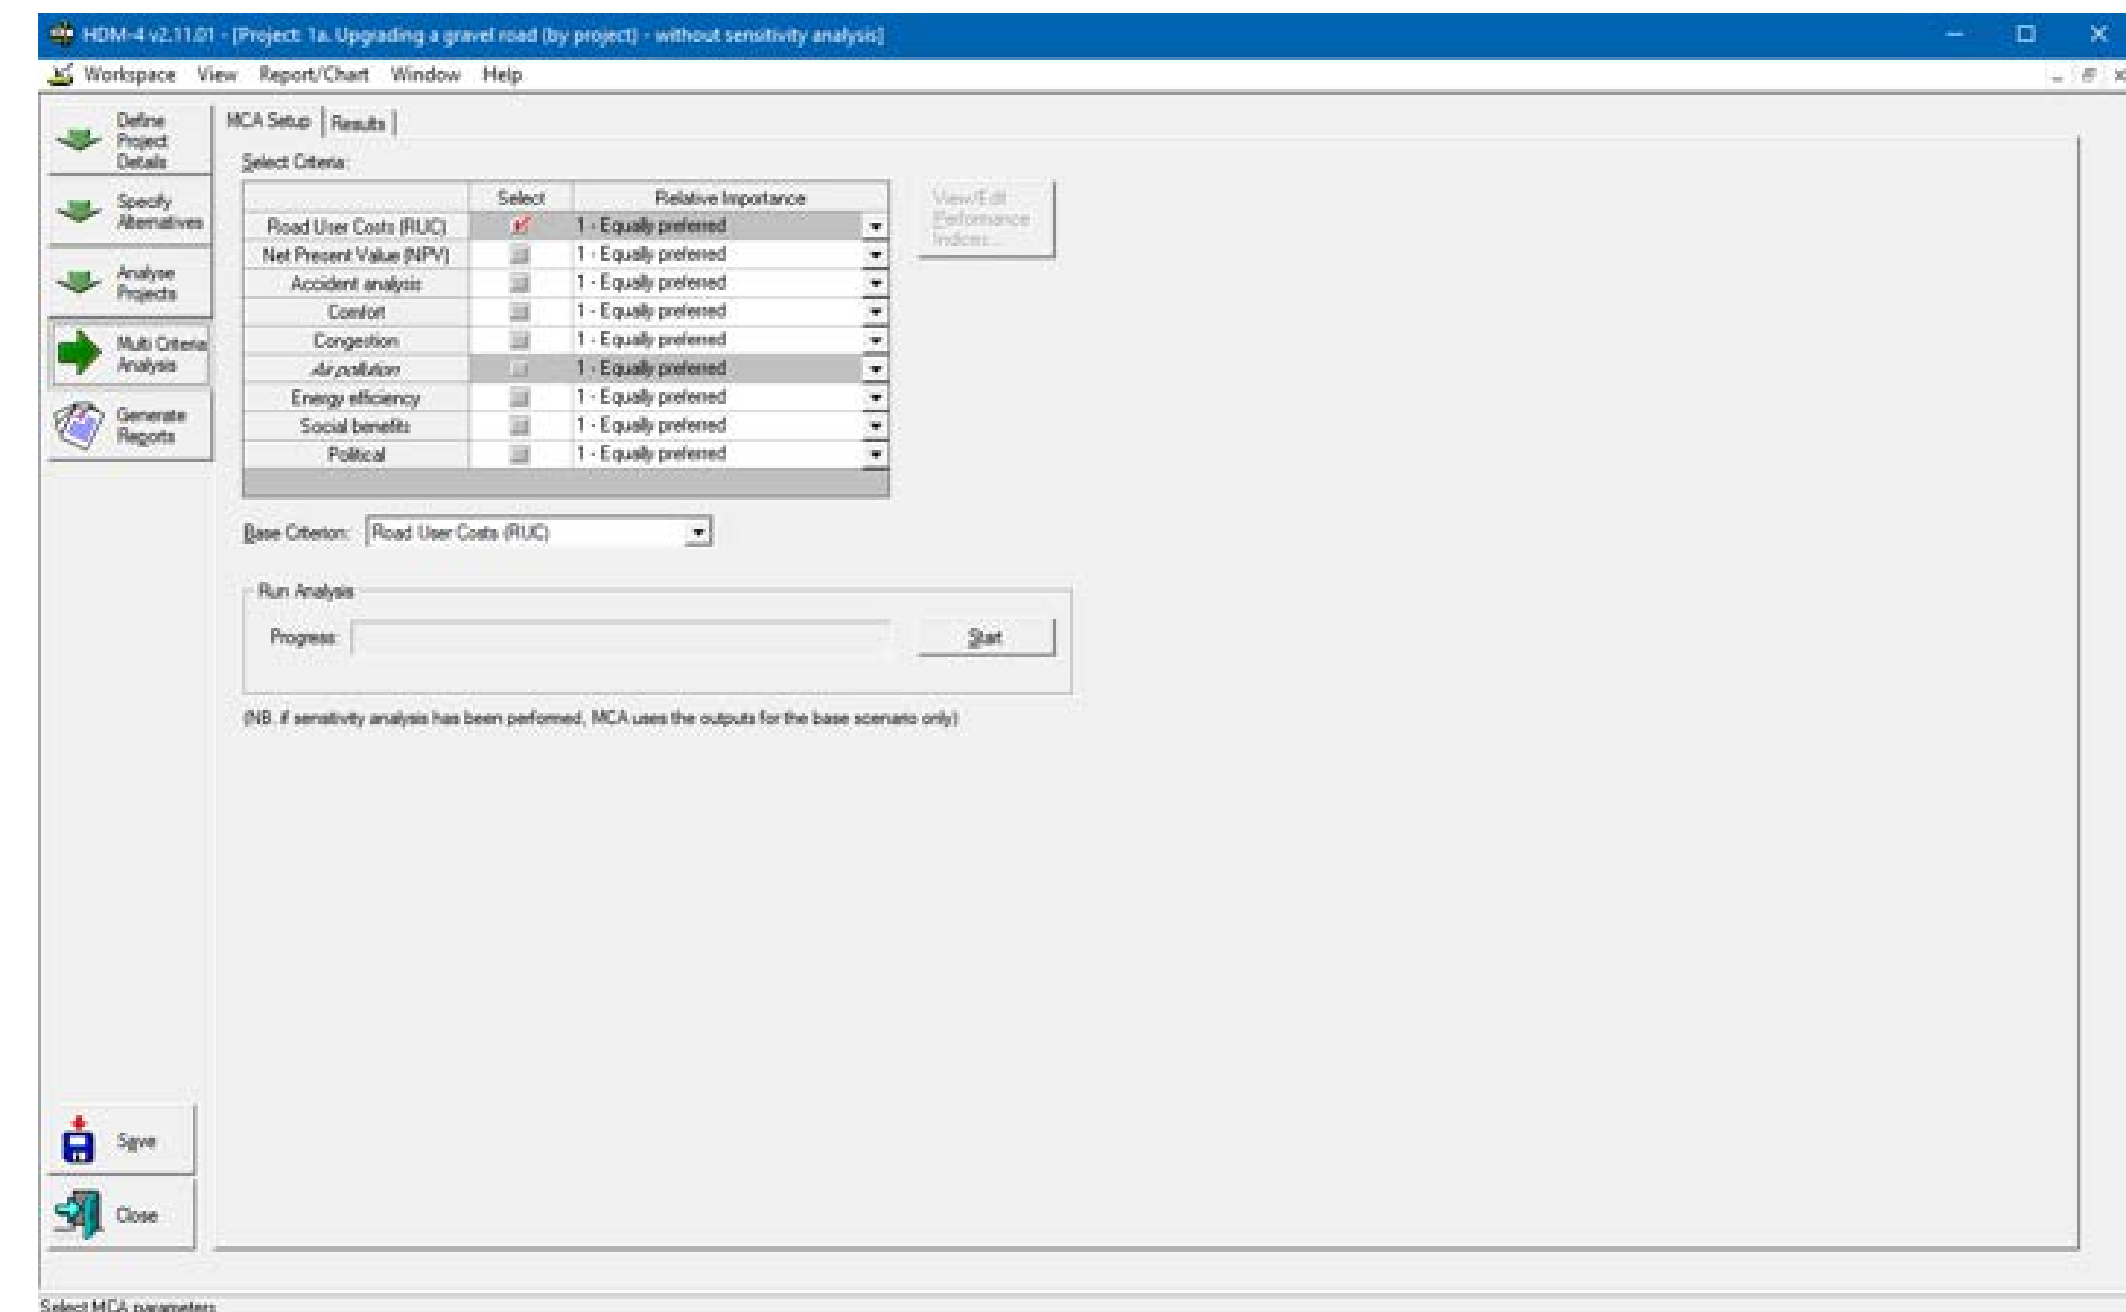 HDM-4 v2.11.01 - [Project: 1a. Upgrading a gravel road (by project) - without sensitivity analysis]
Workspace View Report/Chart Window Help
Define Project Details
Specify Alternatives
Analyse Projects
Multi Criteria Analysis
Generate Reports
Save
Close
MCA Setup Results
Select Criteria:
Select Relative Importance
Road User Costs (RUC) 1 - Equally preferred
Net Present Value (NPV) 1 - Equally preferred
Accident analysis 1 - Equally preferred
Comfort 1 - Equally preferred
Congestion 1 - Equally preferred
Air pollution 1 - Equally preferred
Energy efficiency 1 - Equally preferred
Social benefits 1 - Equally preferred
Political 1 - Equally preferred
View/Edit
Performance
Indices...
Base Criterion: Road User Costs (RUC)
Run Analysis
Progress: Start
(NB. if sensitivity analysis has been performed, MCA uses the outputs for the base scenario only)
Select MCA parameters